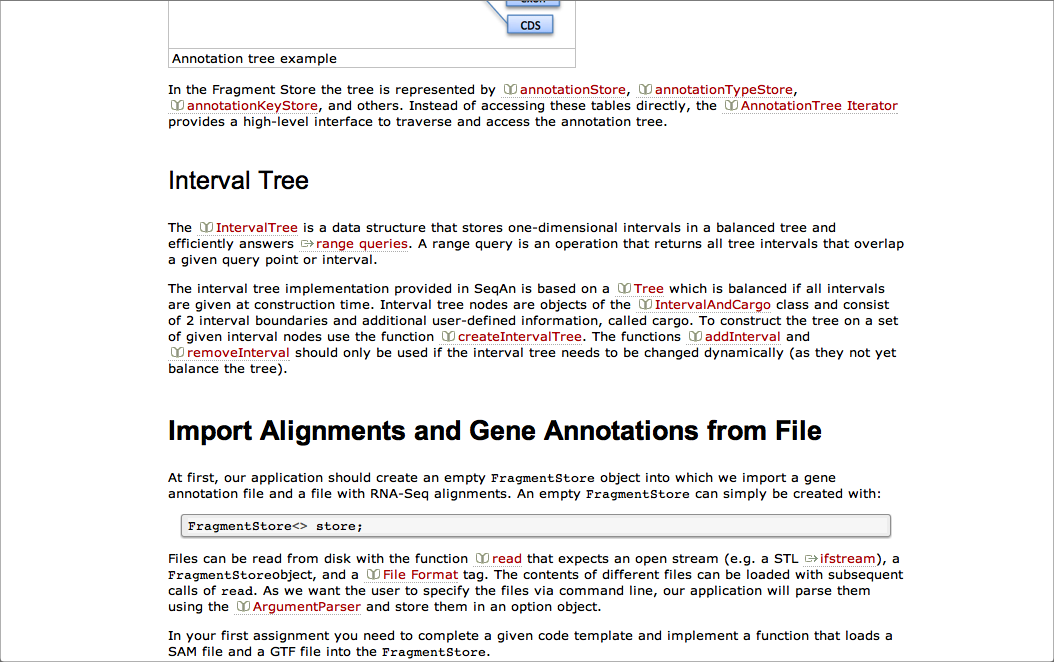 CDS
Annotation tree example
In the Fragment Store the tree is represented by annotationStore, annotationTypeStore,
annotationKeyStore, and others. Instead of accessing these tables directly, the AnnotationTree Iterator
provides a high-level interface to traverse and access the annotation tree.
Interval Tree
The IntervalTree is a data structure that stores one-dimensional intervals in a balanced tree and
efficiently answers range queries. A range query is an operation that returns all tree intervals that overlap
a given query point or interval.
The interval tree implementation provided in SeqAn is based on a Tree which is balanced if all intervals
are given at construction time. Interval tree nodes are objects of the IntervalAndCargo class and consist
of 2 interval boundaries and additional user-defined information, called cargo. To construct the tree on a set
of given interval nodes use the function createIntervalTree. The functions addInterval and
removeInterval should only be used if the interval tree needs to be changed dynamically (as they not yet
balance the tree).
Import Alignments and Gene Annotations from File
At first, our application should create an empty FragmentStore object into which we import a gene
annotation file and a file with RNA-Seq alignments. An empty FragmentStore can simply be created with:
FragmentStore<> store;
Files can be read from disk with the function read that expects an open stream (e.g. a STL ifstream), a
FragmentStoreobject, and a File Format tag. The contents of different files can be loaded with subsequent
calls of read. As we want the user to specify the files via command line, our application will parse them
using the ArgumentParser and store them in an option object.
In your first assignment you need to complete a given code template and implement a function that loads a
SAM file and a GTF file into the FragmentStore.